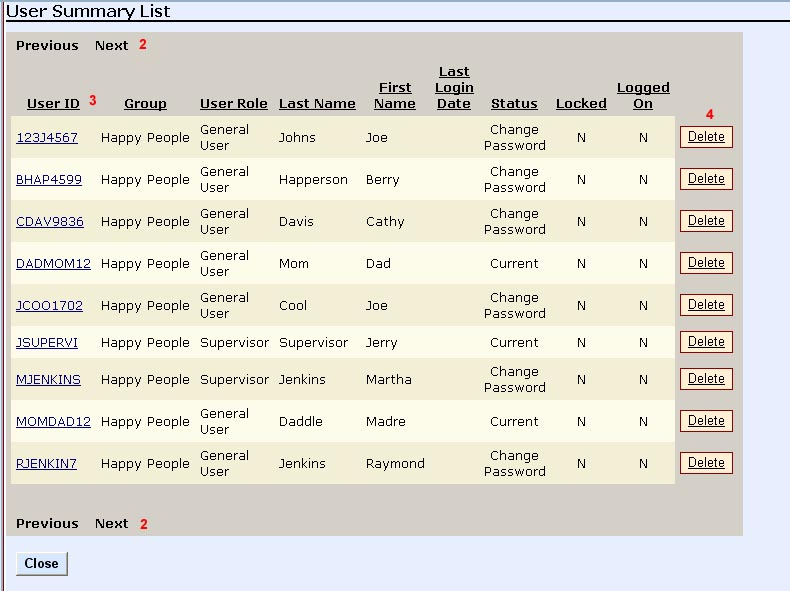 User Summary List
Previous Next 2
User ID 3 Group User Role Last Name First Name Last Login Date Status Locked Logged On 4
123J4567 Happy People General User Johns Joe Change Password N N Delete
BHAP4599 Happy People General User Happerson Berry Change Password N N Delete
CDAV9836 Happy People General User Davis Cathy Change Password N N Delete
DADMOM12 Happy People General User Mom Dad Current N N Delete
JCOO1702 Happy People General User Cool Joe Change Password N N Delete
JSUPERVI Happy People Supervisor Supervisor Jerry Current N N Delete
MJENKINS Happy People Supervisor Jenkins Martha Change Password N N Delete
MOMDAD12 Happy People General User Daddle Madre Current N N Delete
RJENKIN7 Happy People General User Jenkins Raymond Change Password N N Delete
Previous Next 2
Close